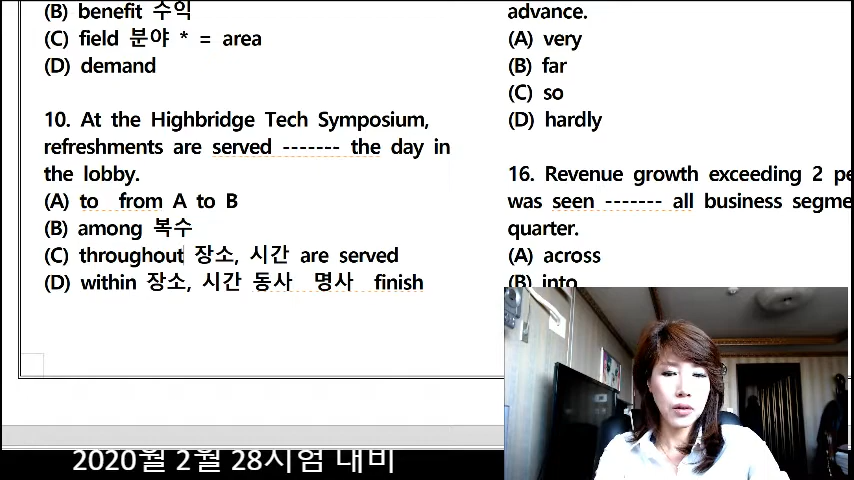 (B) benefit 수익
(C) field 분야 * = area
(D) demand
10. At the Highbridge Tech Symposium,
refreshments are served ------- the day in
the lobby.
(A) to from A to B
(B) among 복수
(C) throughout 장소, 시간 are served
(D) within 장소, 시간 동사 명사 finish
advance.
(A) very
(B) far
(C) so
(D) hardly
16. Revenue growth exceeding 2 pe
was seen ------- all business segme
quarter.
(A) across
(B) into
2020월 2월 28시험 대비